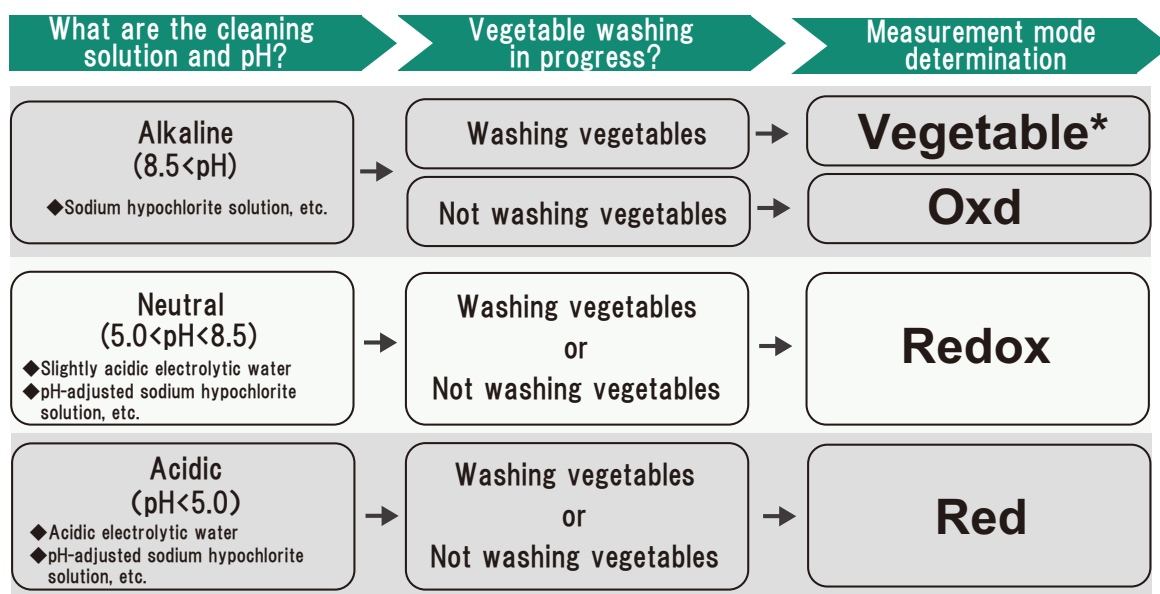 What are the cleaning
solution and pH?
Vegetable washing
in progress?
Measurement mode
determination
Alkaline
(8.5<pH)
◆Sodium hypochlorite solution, etc.
Washing vegetables
Vegetable*
Not washing vegetables
Oxd
Neutral
(5.0<pH<8.5)
◆Slightly acidic electrolytic water
◆pH-adjusted sodium hypochlorite
solution, etc.
Washing vegetables
or
Not washing vegetables
Redox
Acidic
(pH<5.0)
◆Acidic electrolytic water
◆pH-adjusted sodium hypochlorite
solution, etc.
Washing vegetables
or
Not washing vegetables
Red